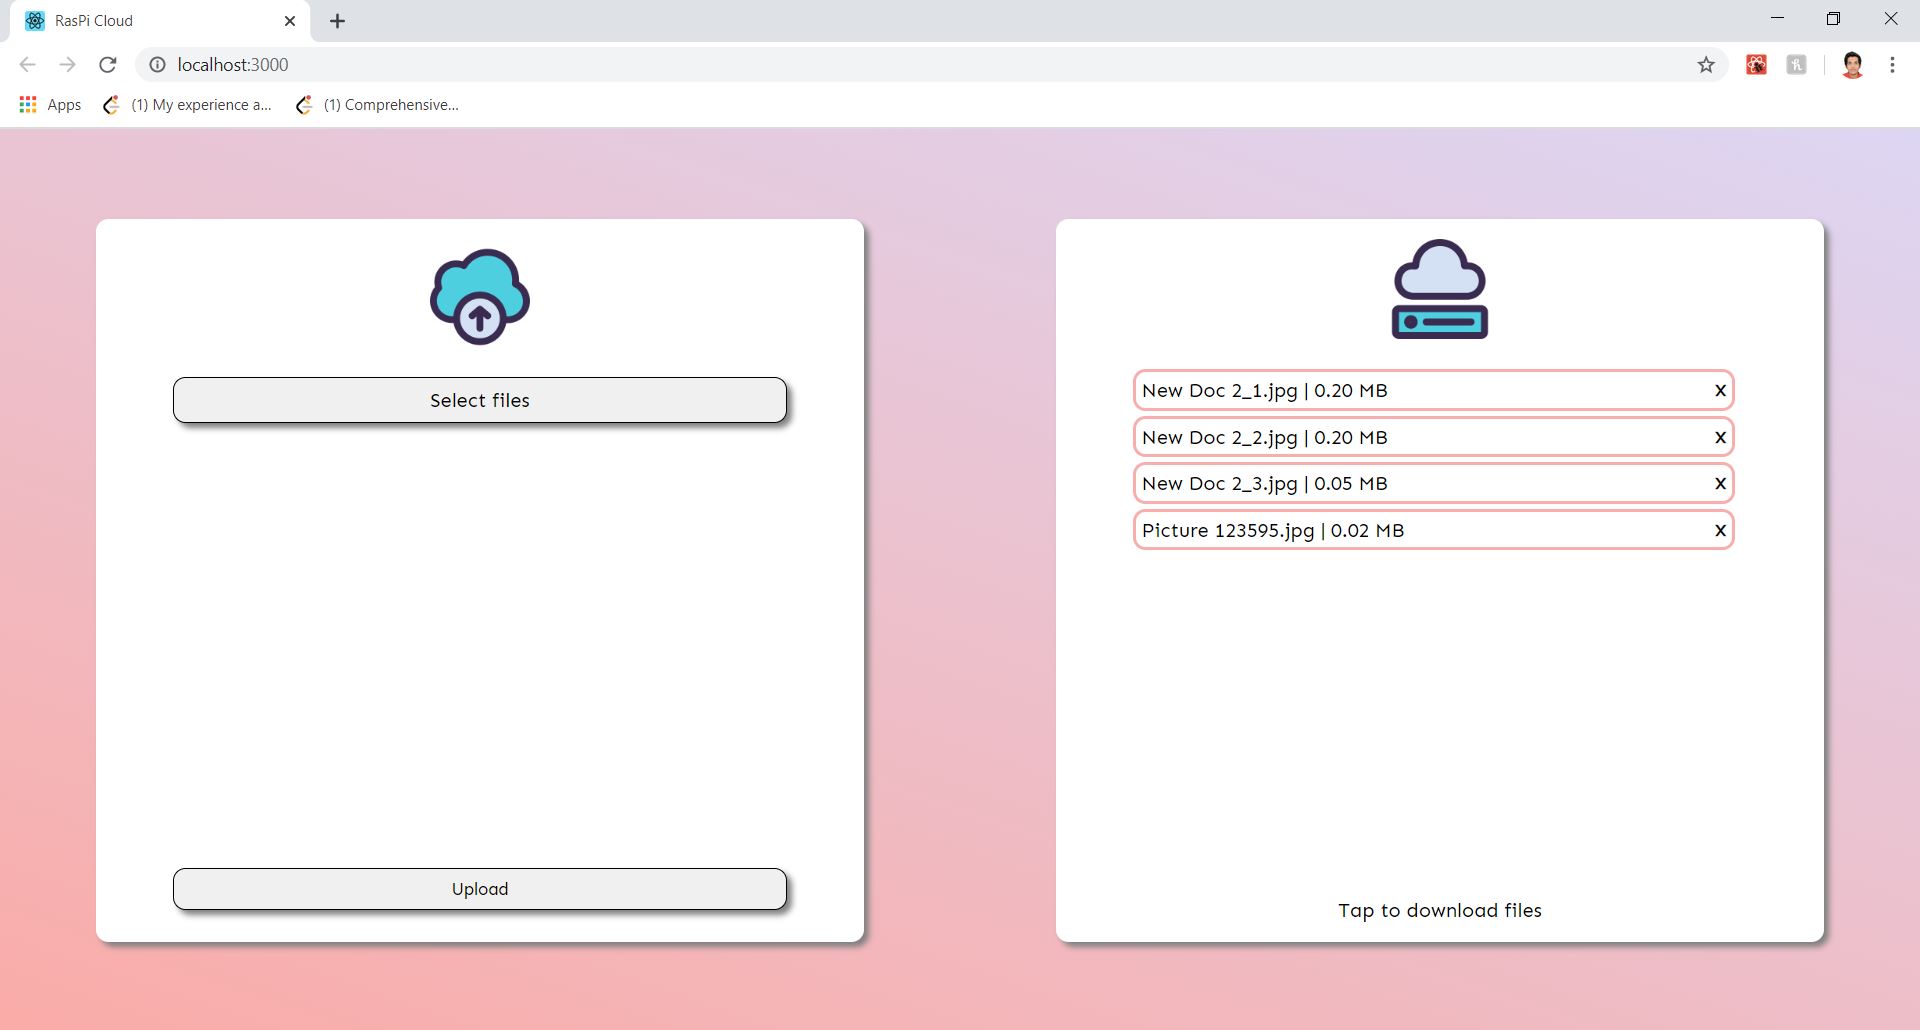 RasPi Cloud
localhost:3000
Apps (1) My experience a... (1) Comprehensive...
Select files
Upload
New Doc 2_1.jpg | 0.20 MB x
New Doc 2_2.jpg | 0.20 MB x
New Doc 2_3.jpg | 0.05 MB x
Picture 123595.jpg | 0.02 MB x
Tap to download files